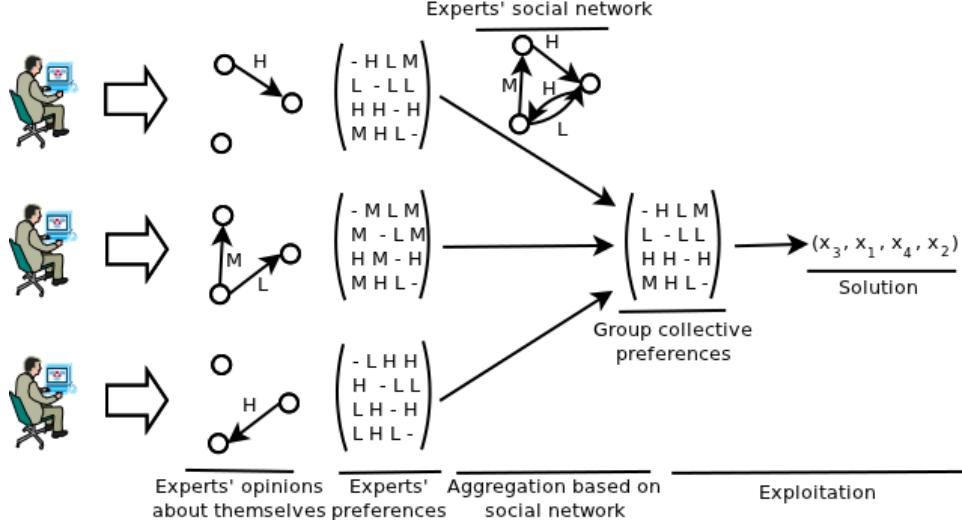 Experts' social network
H
M
H
L
H
- H L M
L - L L
H H - H
M H L -
M
L
- M L M
M - L M
H M - H
M H L -
- H L M
L - L L
H H - H
M H L -
(x3, x1, x4, x2)
Solution
Group collective
preferences
H
- L H H
H - L L
L H - H
L H L -
Experts' opinions
about themselves
Experts'
preferences
Aggregation based on
social network
Exploitation